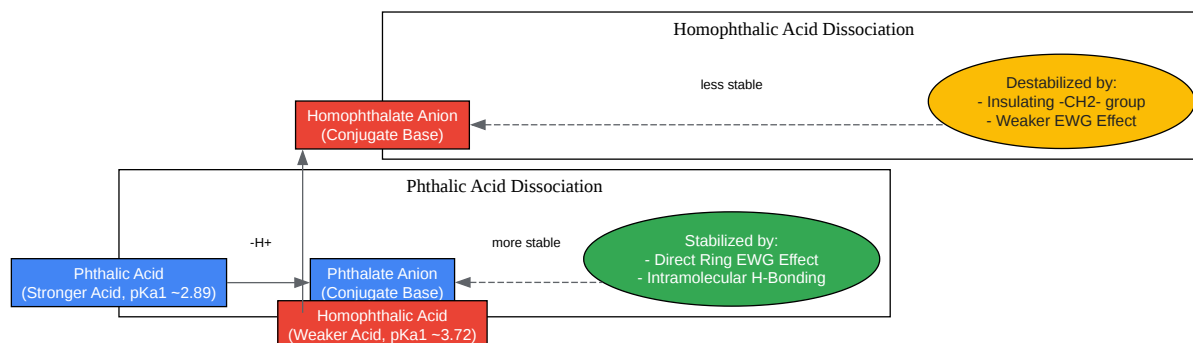 Homophthalic Acid Dissociation
Destabilized by:
- Insulating -CH2- group
- Weaker EWG Effect
less stable
Homophthalate Anion
(Conjugate Base)
Phthalic Acid Dissociation
-H+
more stable
Stabilized by:
- Direct Ring EWG Effect
- Intramolecular H-Bonding
Phthalic Acid
(Stronger Acid, pKa1 ~2.89)
Phthalate Anion
(Conjugate Base)
Homophthalic Acid
(Weaker Acid, pKa1 ~3.72)